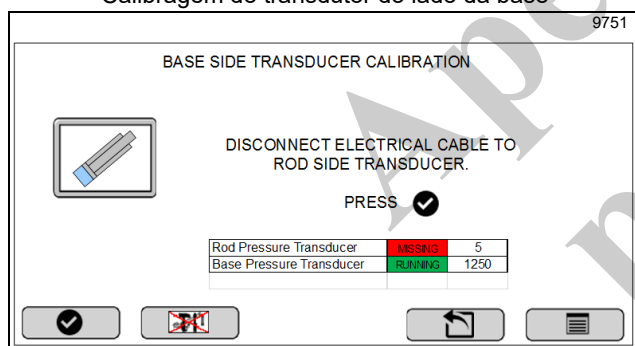 Calibragem do transdutor do lado da base
9751
BASE SIDE TRANSDUCER CALIBRATION
DISCONNECT ELECTRICAL CABLE TO
ROD SIDE TRANSDUCER.
PRESS
Rod Pressure Transducer MISSING 5
Base Pressure Transducer RUNNING 1250